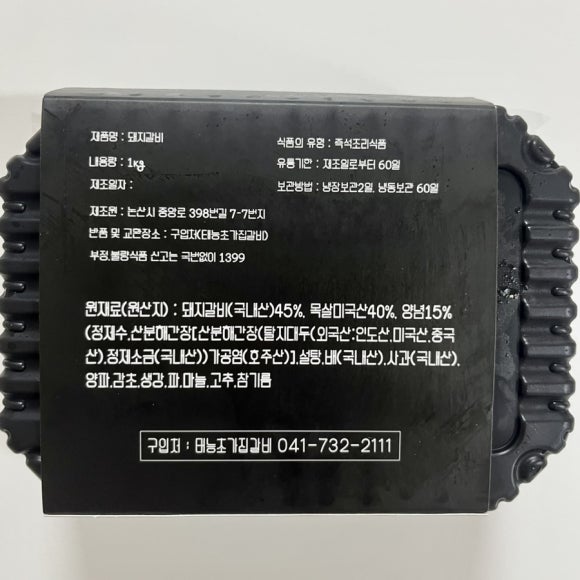 제품명 : 돼지갈비
식품의 유형 : 즉석조리식품
내용량 : 1kg
유통기한 : 제조일로부터 60일
제조일자 :
보관방법 : 냉장보관2일, 냉동보관 60일
제조원 : 논산시 중앙로 398번길 7-7번지
반품 및 교환장소 : 구입처(태능초가집갈비)
부정,불량식품 신고는 국번없이 1399
원재료(원산지) : 돼지갈비(국내산)45%, 목살미국산40%, 양념15%
(정제수,산분해간장[산분해간장(탈지대두(외국산:인도산,미국산,중국
산),정제소금(국내산))가공염(호주산)],설탕,배(국내산),사과(국내산),
양파,감초,생강,파,마늘,고추,참기름
구입처 : 태능초가집갈비 041-732-2111